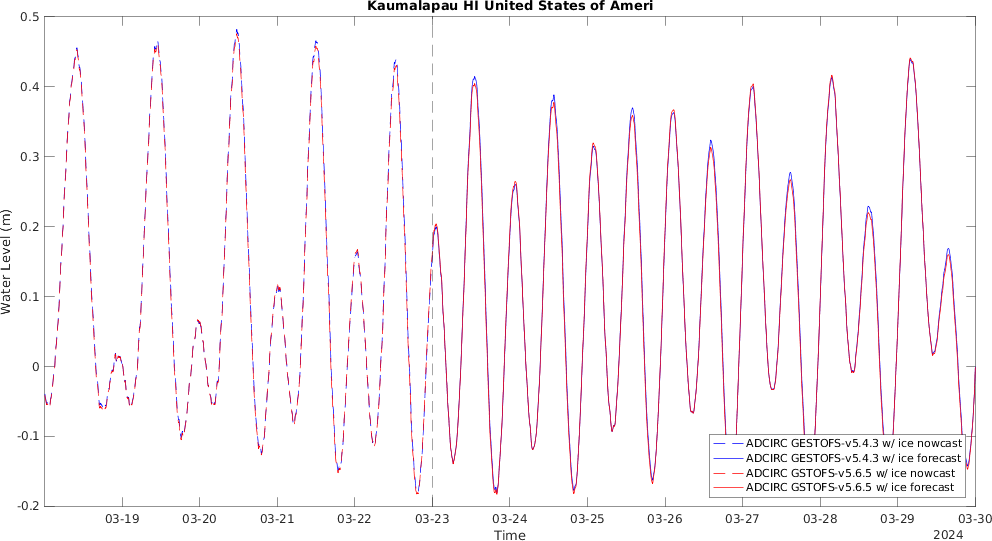 Kaumalapau HI United States of Ameri
0.5
0.4
0.3
0.2
0.1
0
-0.1
-0.2
Water Level (m)
ADCIRC GESTOFS-v5.4.3 w/ ice nowcast
ADCIRC GESTOFS-v5.4.3 w/ ice forecast
ADCIRC GSTOFS-v5.6.5 w/ ice nowcast
ADCIRC GSTOFS-v5.6.5 w/ ice forecast
03-19 03-20 03-21 03-22 03-23 03-24 03-25 03-26 03-27 03-28 03-29 03-30
Time
2024